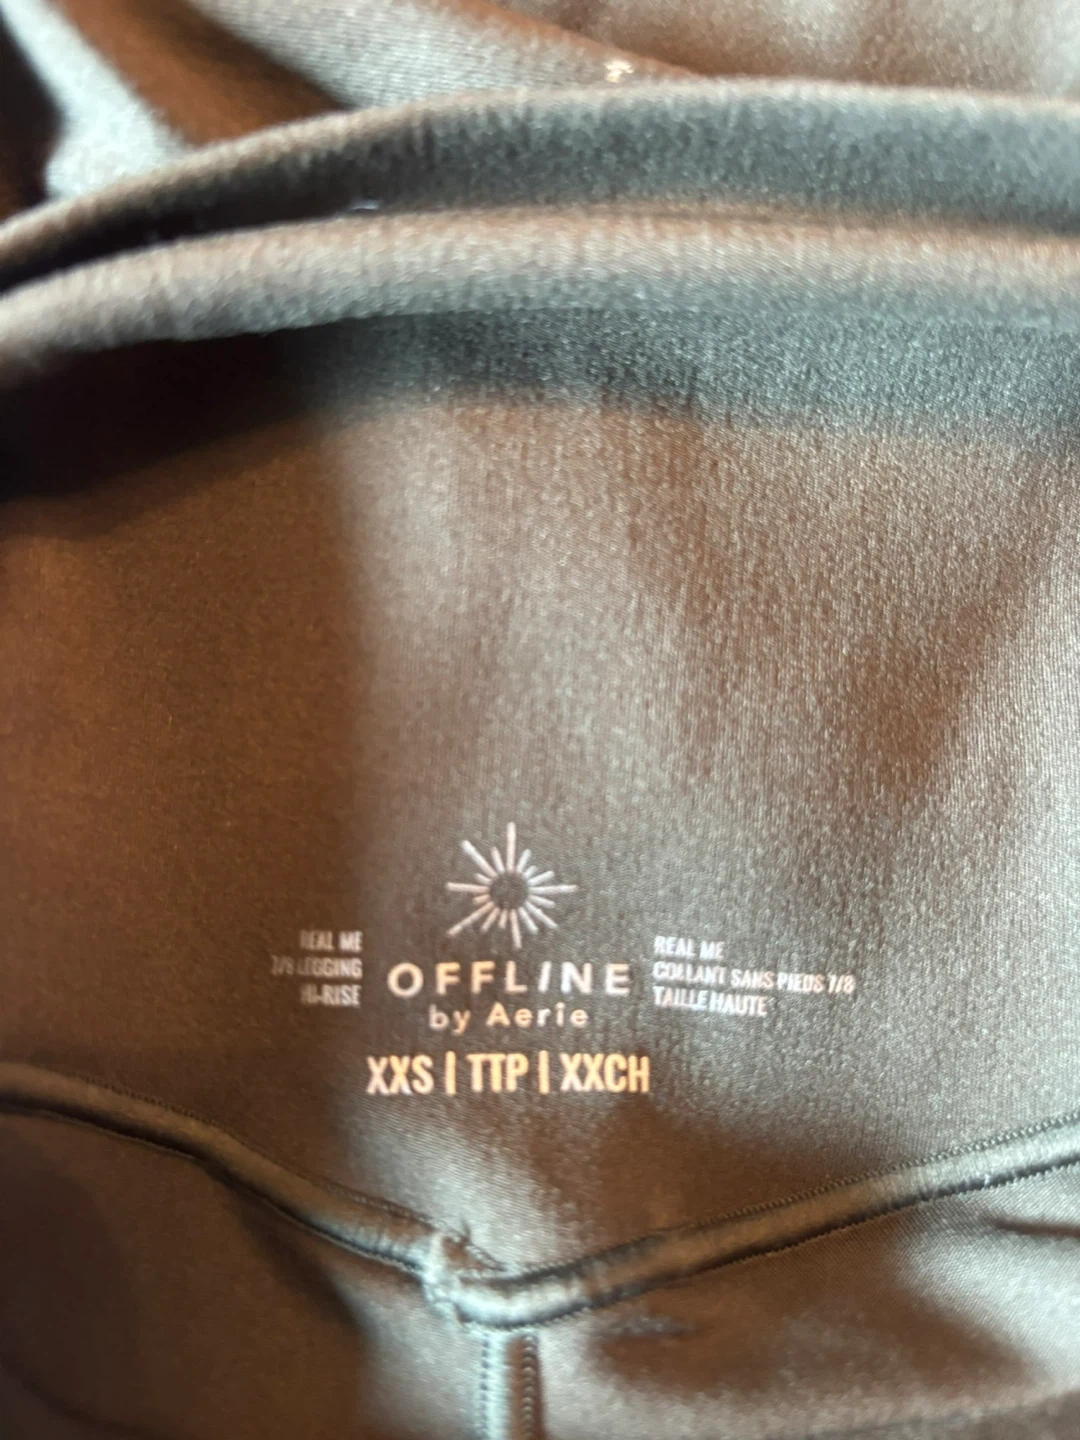 REAL ME
7/8 LEGGING
HI-RISE
OFFLINE
by Aerie
REAL ME
COLLANT SANS PIEDS 7/8
TAILLE HAUTE
XXS | TTP | XXCH